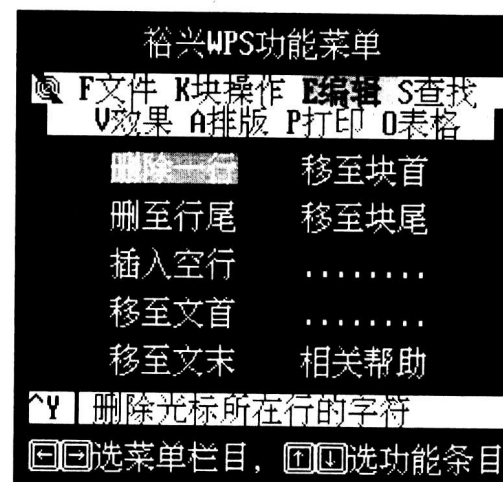 裕兴WPS功能菜单
F文件 K块操作 E编辑 S查找
V效果 A排版 P打印 O表格
删除一行 移至块首
删至行尾 移至块尾
插入空行 ........
移至文首 ........
移至文末 相关帮助
^Y 删除光标所在行的字符
←→选菜单栏目，↑↓选功能条目